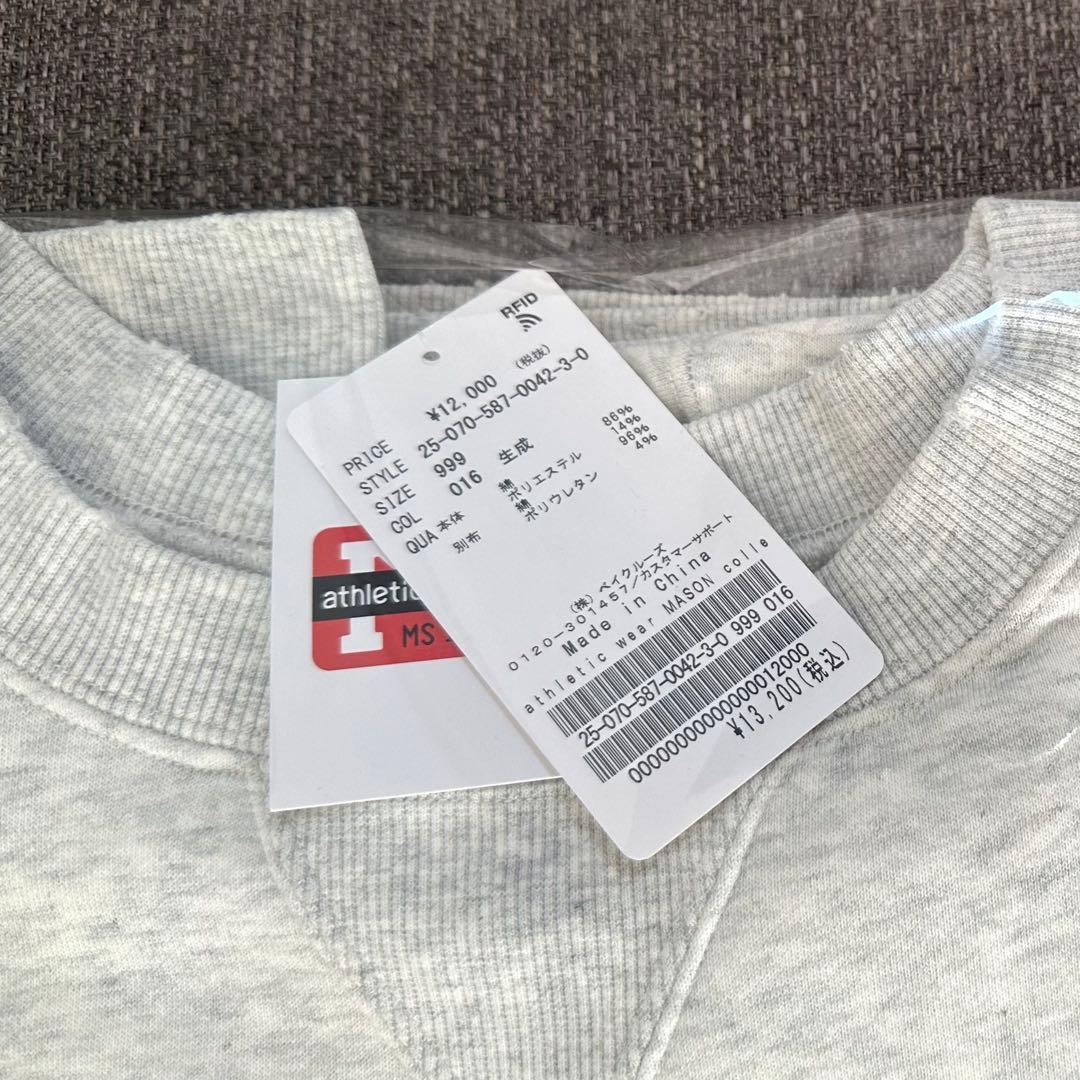 RFID
PRICE ¥12,000 (税抜)
STYLE 25-070-587-0042-3-0
SIZE 999
COL 016 生成
QUA 本体 綿 86%
ポリエステル 14%
別布 綿 96%
ポリウレタン 4%
(株) ベイクルーズ
0120-301457/カスタマーサポート
Made in China
athletic wear MASON colle
25-070-587-0042-3-0 999 016
0000000000000012000
¥13,200(税込)
athletic
MS